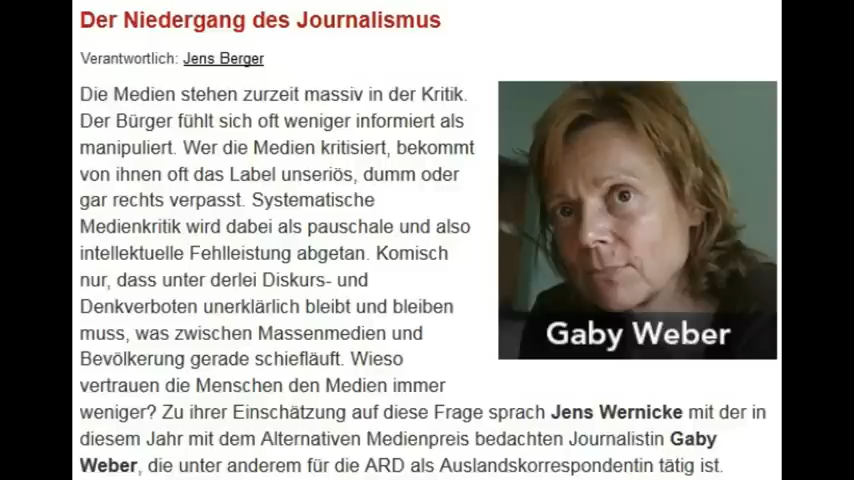 Der Niedergang des Journalismus
Verantwortlich: Jens Berger
Die Medien stehen zurzeit massiv in der Kritik.
Der Bürger fühlt sich oft weniger informiert als
manipuliert. Wer die Medien kritisiert, bekommt
von ihnen oft das Label unseriös, dumm oder
gar rechts verpasst. Systematische
Medienkritik wird dabei als pauschale und also
intellektuelle Fehlleistung abgetan. Komisch
nur, dass unter derlei Diskurs- und
Denkverboten unerklärlich bleibt und bleiben
muss, was zwischen Massenmedien und
Bevölkerung gerade schiefläuft. Wieso
vertrauen die Menschen den Medien immer
weniger? Zu ihrer Einschätzung auf diese Frage sprach Jens Wernicke mit der in
diesem Jahr mit dem Alternativen Medienpreis bedachten Journalistin Gaby
Weber, die unter anderem für die ARD als Auslandskorrespondentin tätig ist.
Gaby Weber